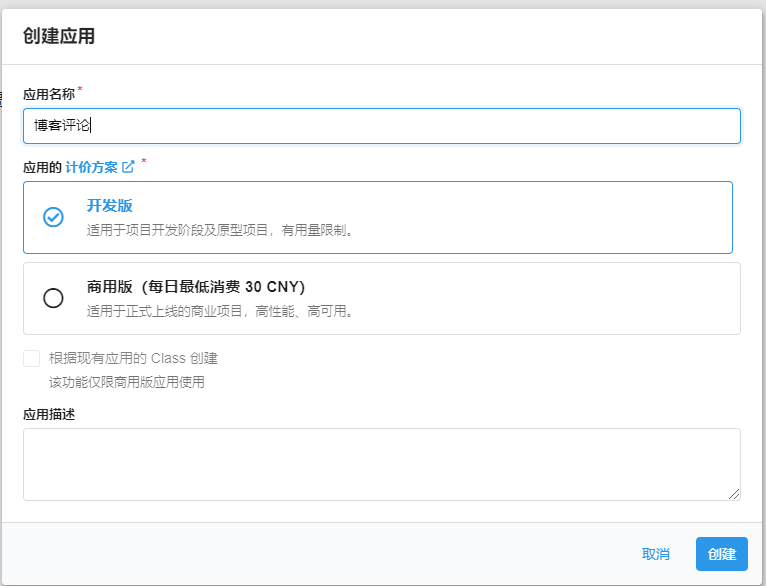 创建应用
应用名称*
博客评论
应用的 计价方案 *
开发版
适用于项目开发阶段及原型项目，有用量限制。
商用版（每日最低消费 30 CNY）
适用于正式上线的商业项目，高性能、高可用。
根据现有应用的 Class 创建
该功能仅限商用版应用使用
应用描述
取消 创建